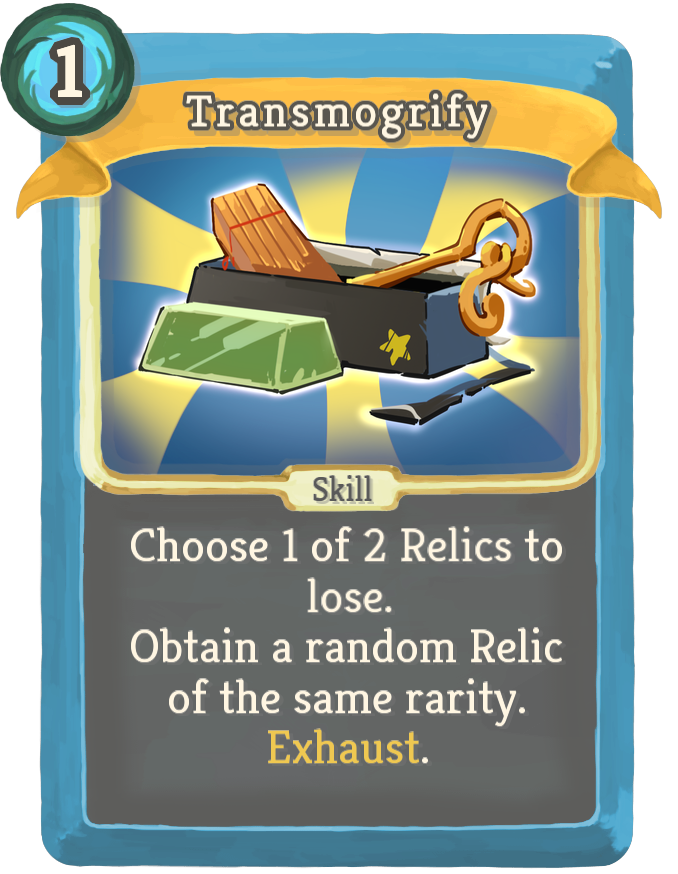 1
Transmogrify
Skill
Choose 1 of 2 Relics to
lose.
Obtain a random Relic
of the same rarity.
Exhaust.